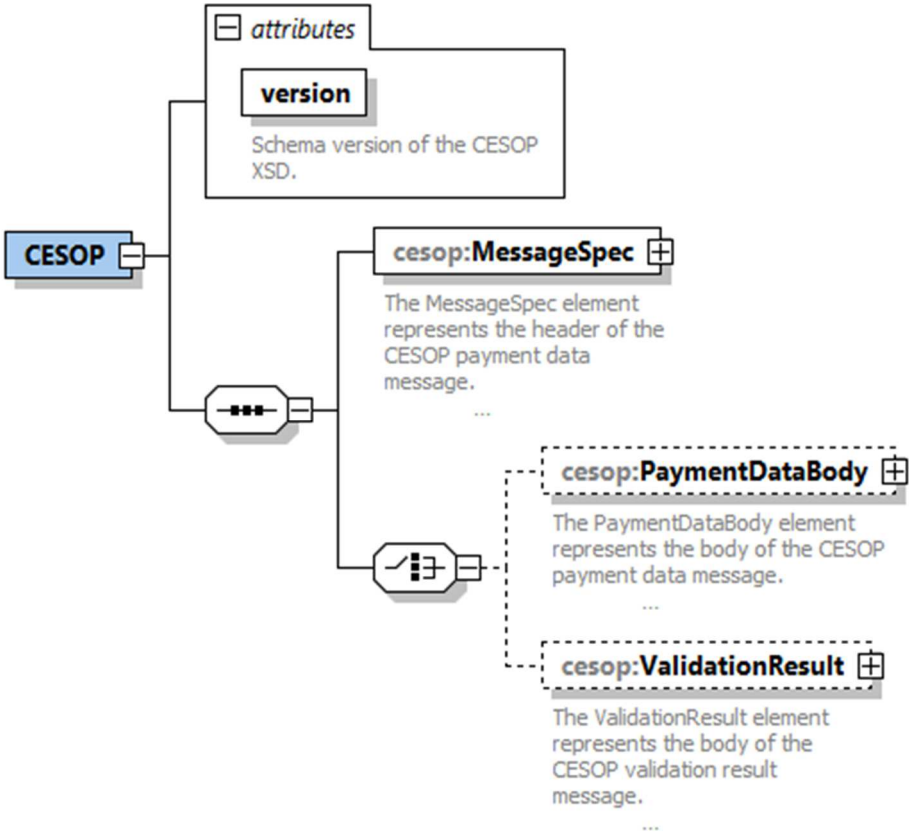 attributes
version
Schema version of the CESOP
XSD.
CESOP
cesop:MessageSpec
The MessageSpec element
represents the header of the
CESOP payment data
message.
...
cesop:PaymentDataBody
The PaymentDataBody element
represents the body of the CESOP
payment data message.
...
cesop:ValidationResult
The ValidationResult element
represents the body of the
CESOP validation result
message.
...